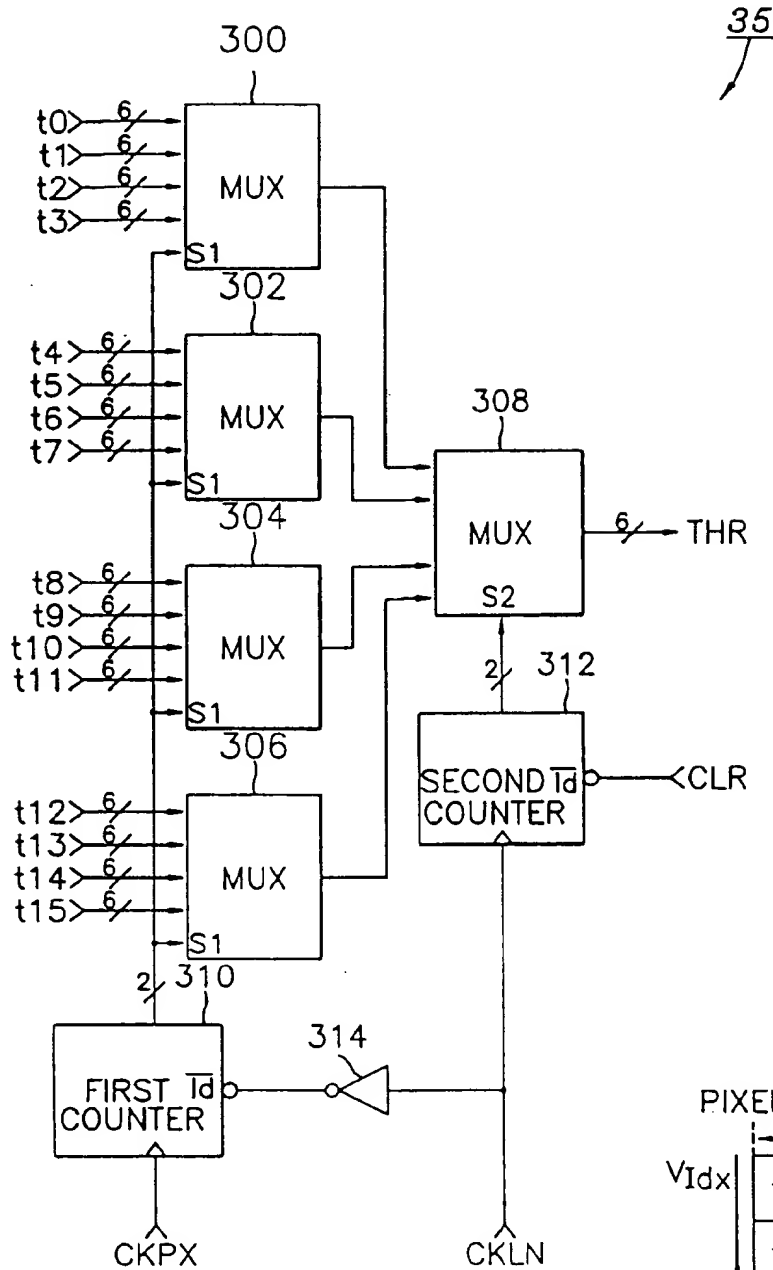 300
35
t0 6
t1 6
t2 6
t3 6
MUX
S1
302
t4 6
t5 6
t6 6
t7 6
MUX
S1
308
MUX
S2
6 THR
304
t8 6
t9 6
t10 6
t11 6
MUX
S1
2 312
SECOND l̅d̅
COUNTER
CLR
306
t12 6
t13 6
t14 6
t15 6
MUX
S1
2 310
314
FIRST l̅d̅
COUNTER
CKPX
CKLN
PIXEL
VIdx